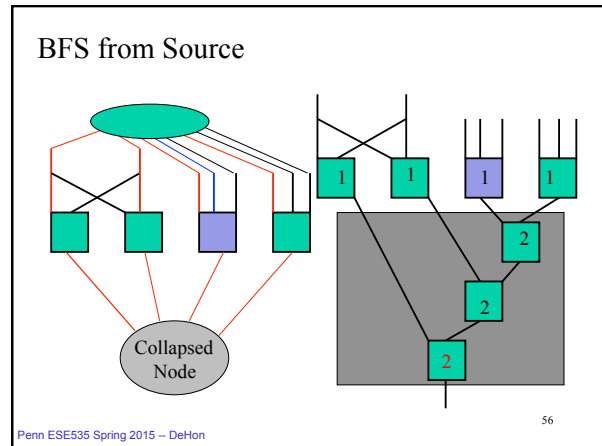 BFS from Source
1 1 1 1
2
2
2
Collapsed
Node
56
Penn ESE535 Spring 2015 -- DeHon